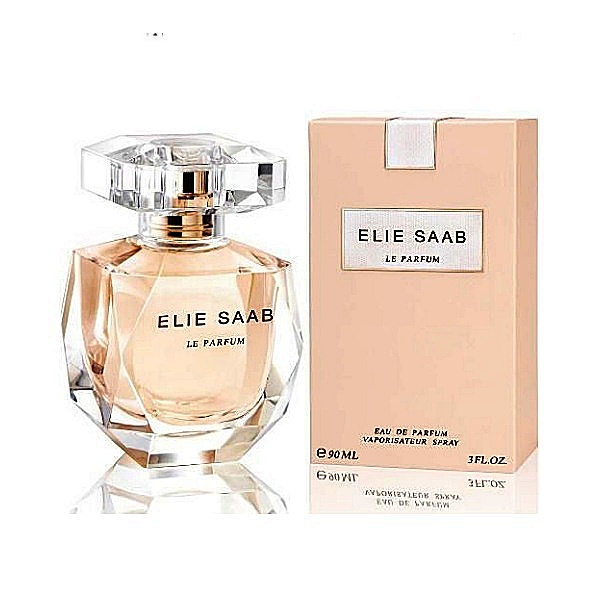 ELIE SAAB
LE PARFUM
ELIE SAAB
LE PARFUM
EAU DE PARFUM
VAPORISATEUR SPRAY
℮90ML
3FL.OZ.